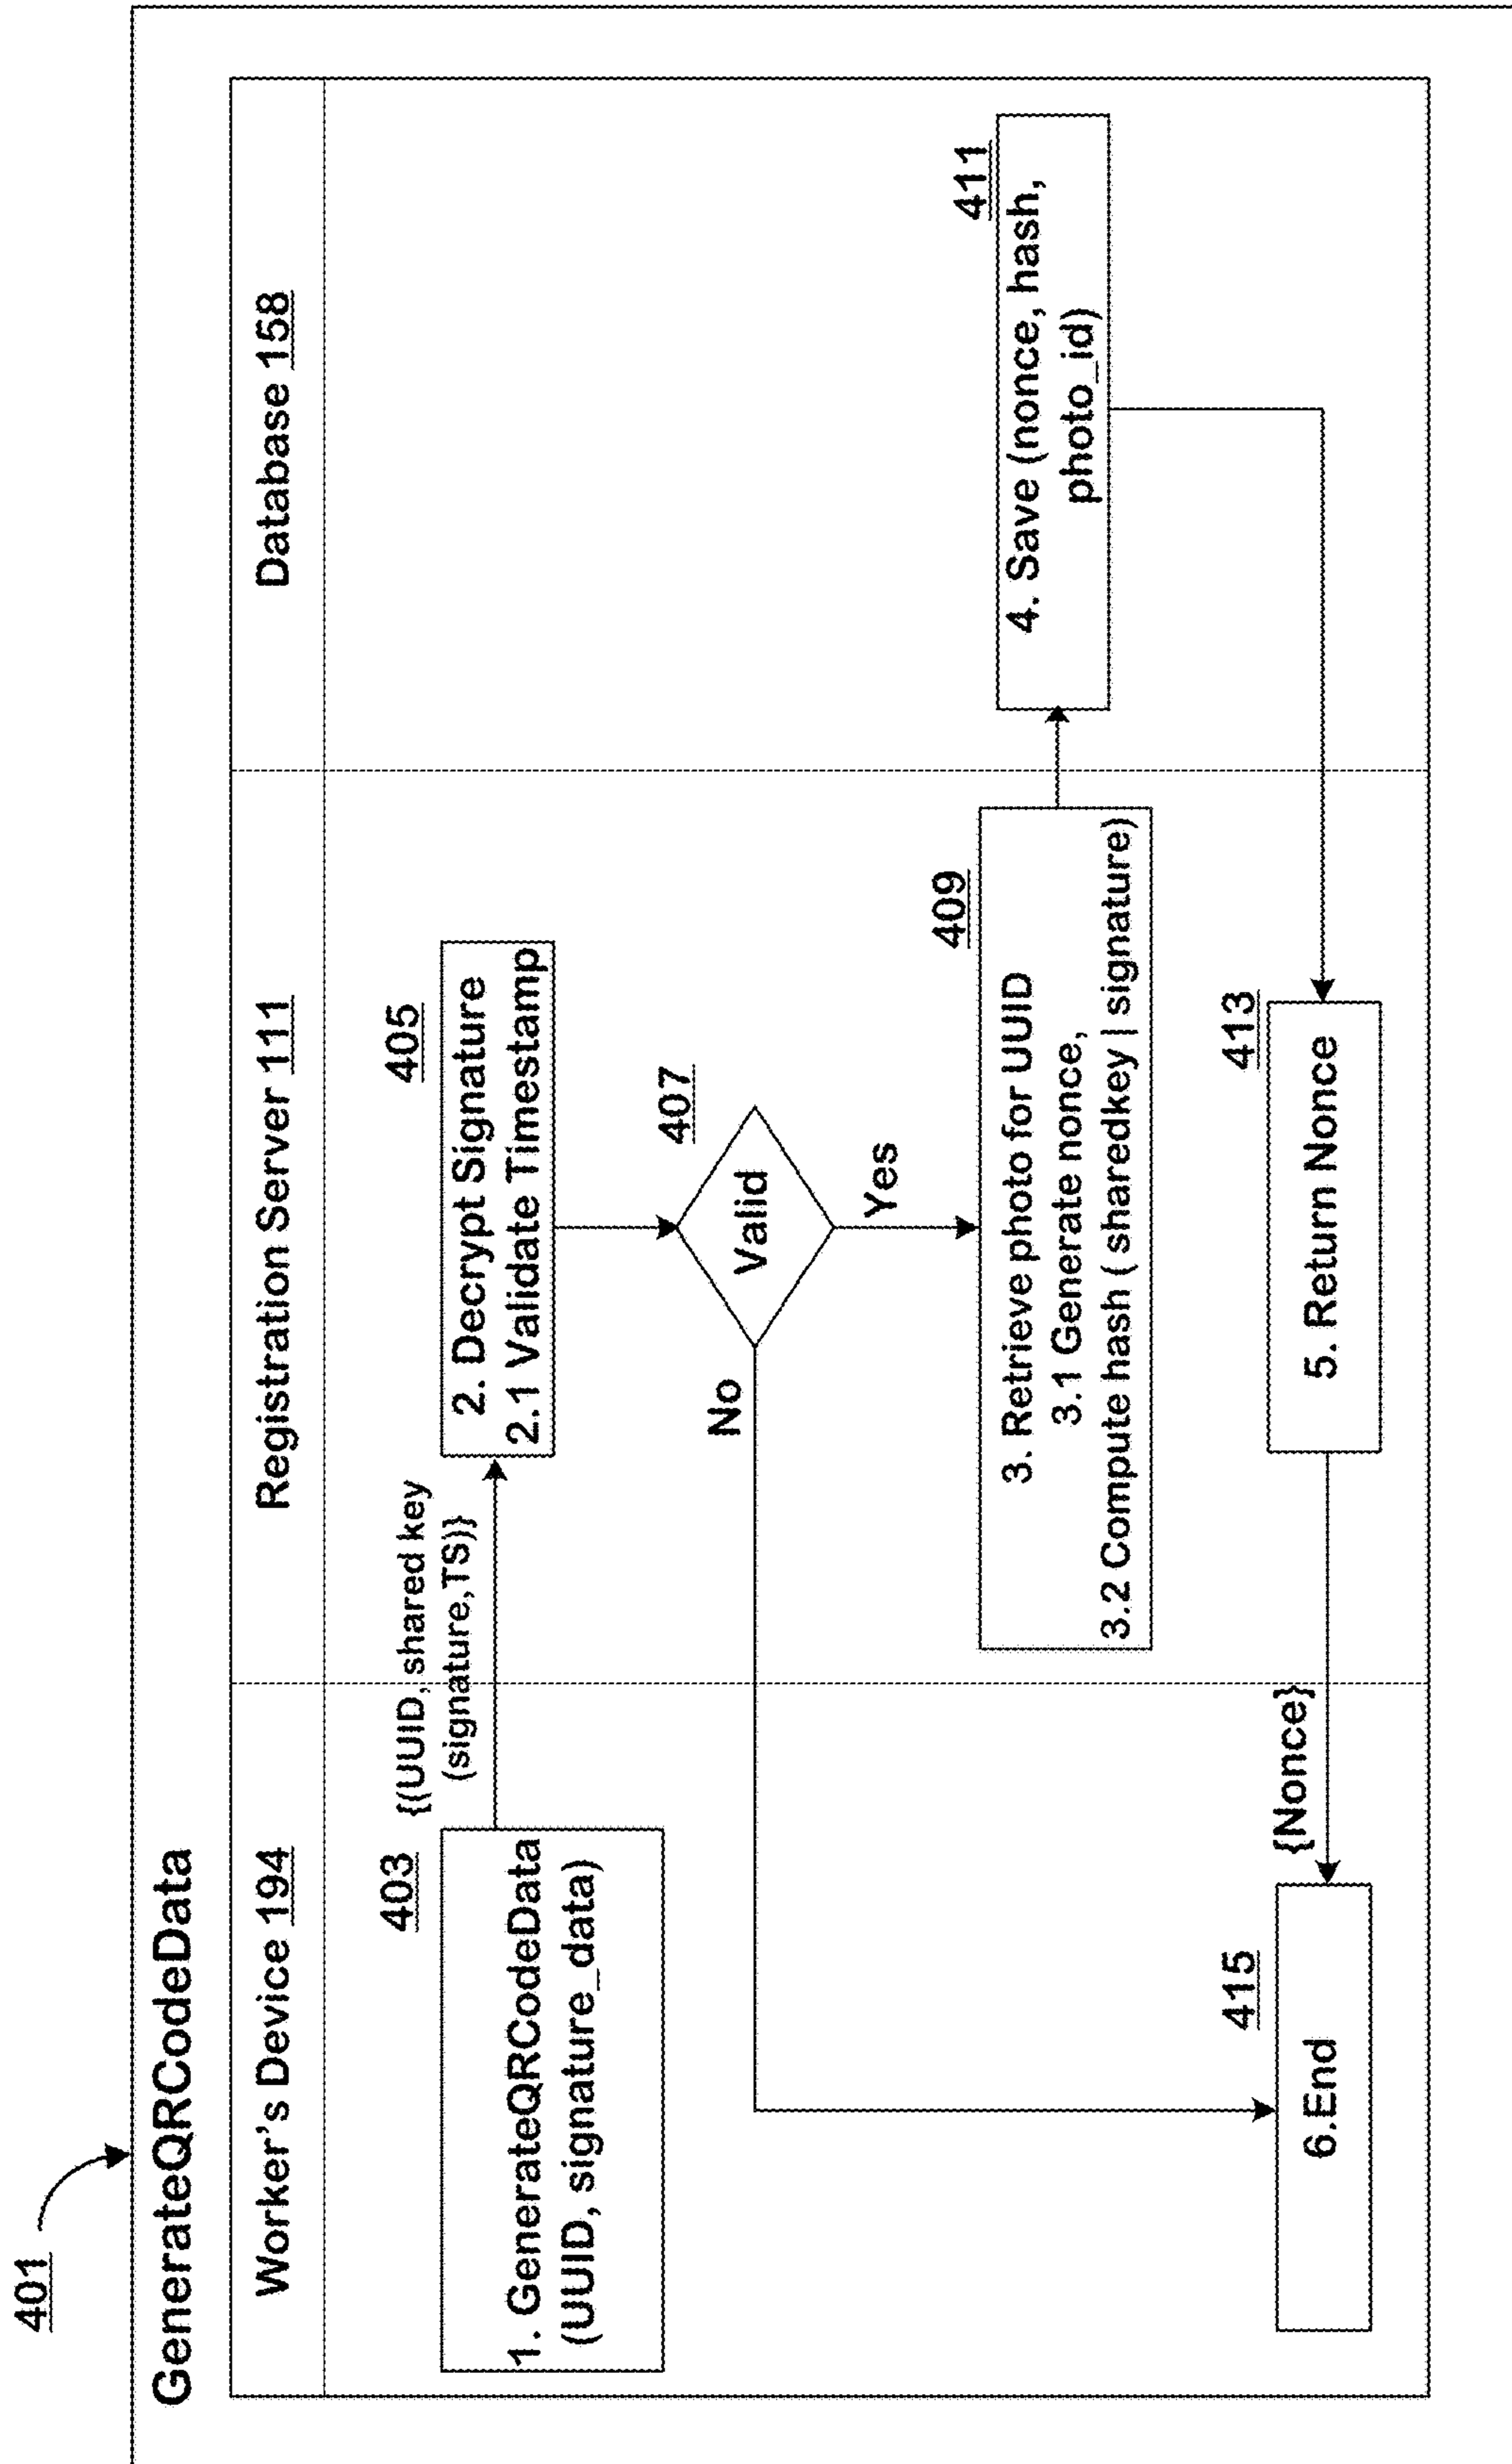 401
GenerateQRCodeData
Worker's Device 194
Registration Server 111
Database 158
403
1. GenerateQRCodeData
(UUID, signature_data)
{(UUID, shared key
(signature,TS)}
405
2. Decrypt Signature
2.1 Validate Timestamp
407
Valid
No
Yes
409
3. Retrieve photo for UUID
3.1 Generate nonce,
3.2 Compute hash ( sharedkey | signature)
411
4. Save (nonce, hash,
photo_id)
413
5. Return Nonce
{Nonce}
415
6.End